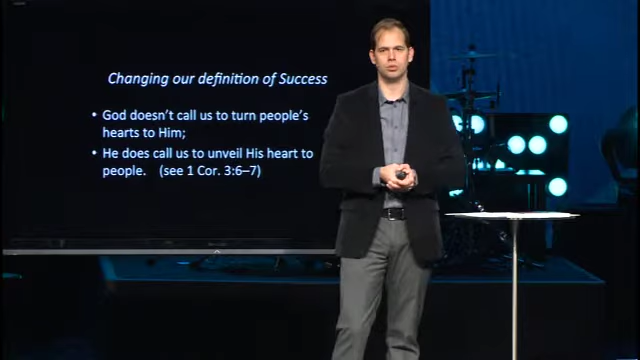 Changing our definition of Success
• God doesn't call us to turn people's
hearts to Him;
• He does call us to unveil His heart to
people. (see 1 Cor. 3:6–7)